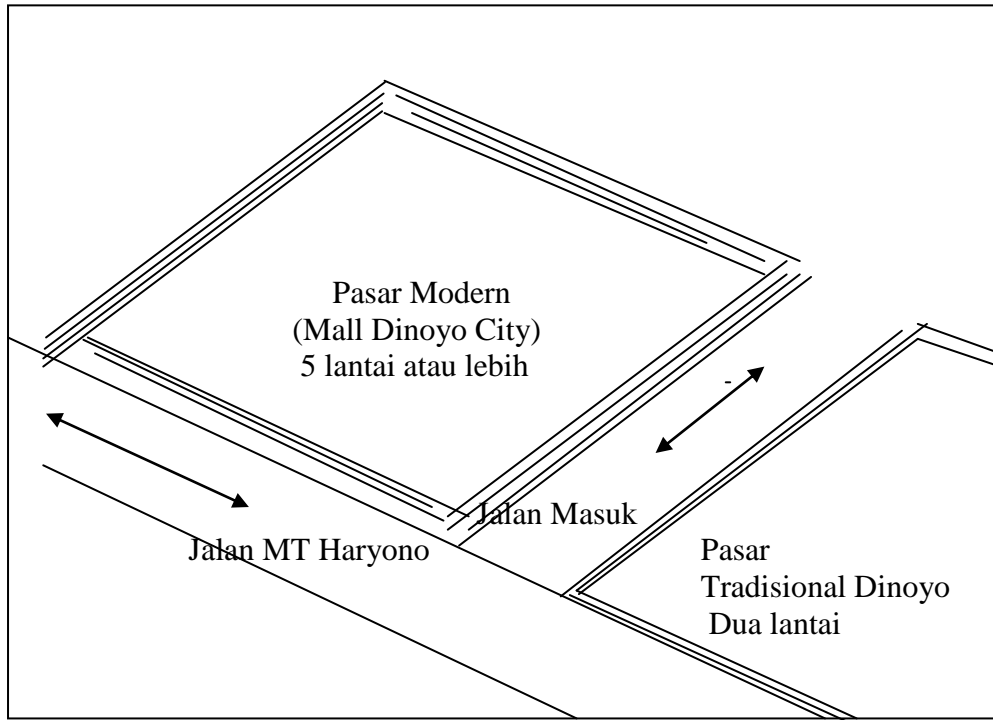 Pasar Modern
(Mall Dinoyo City)
5 lantai atau lebih
-
Jalan Masuk
Jalan MT Haryono
Pasar
Tradisional Dinoyo
Dua lantai